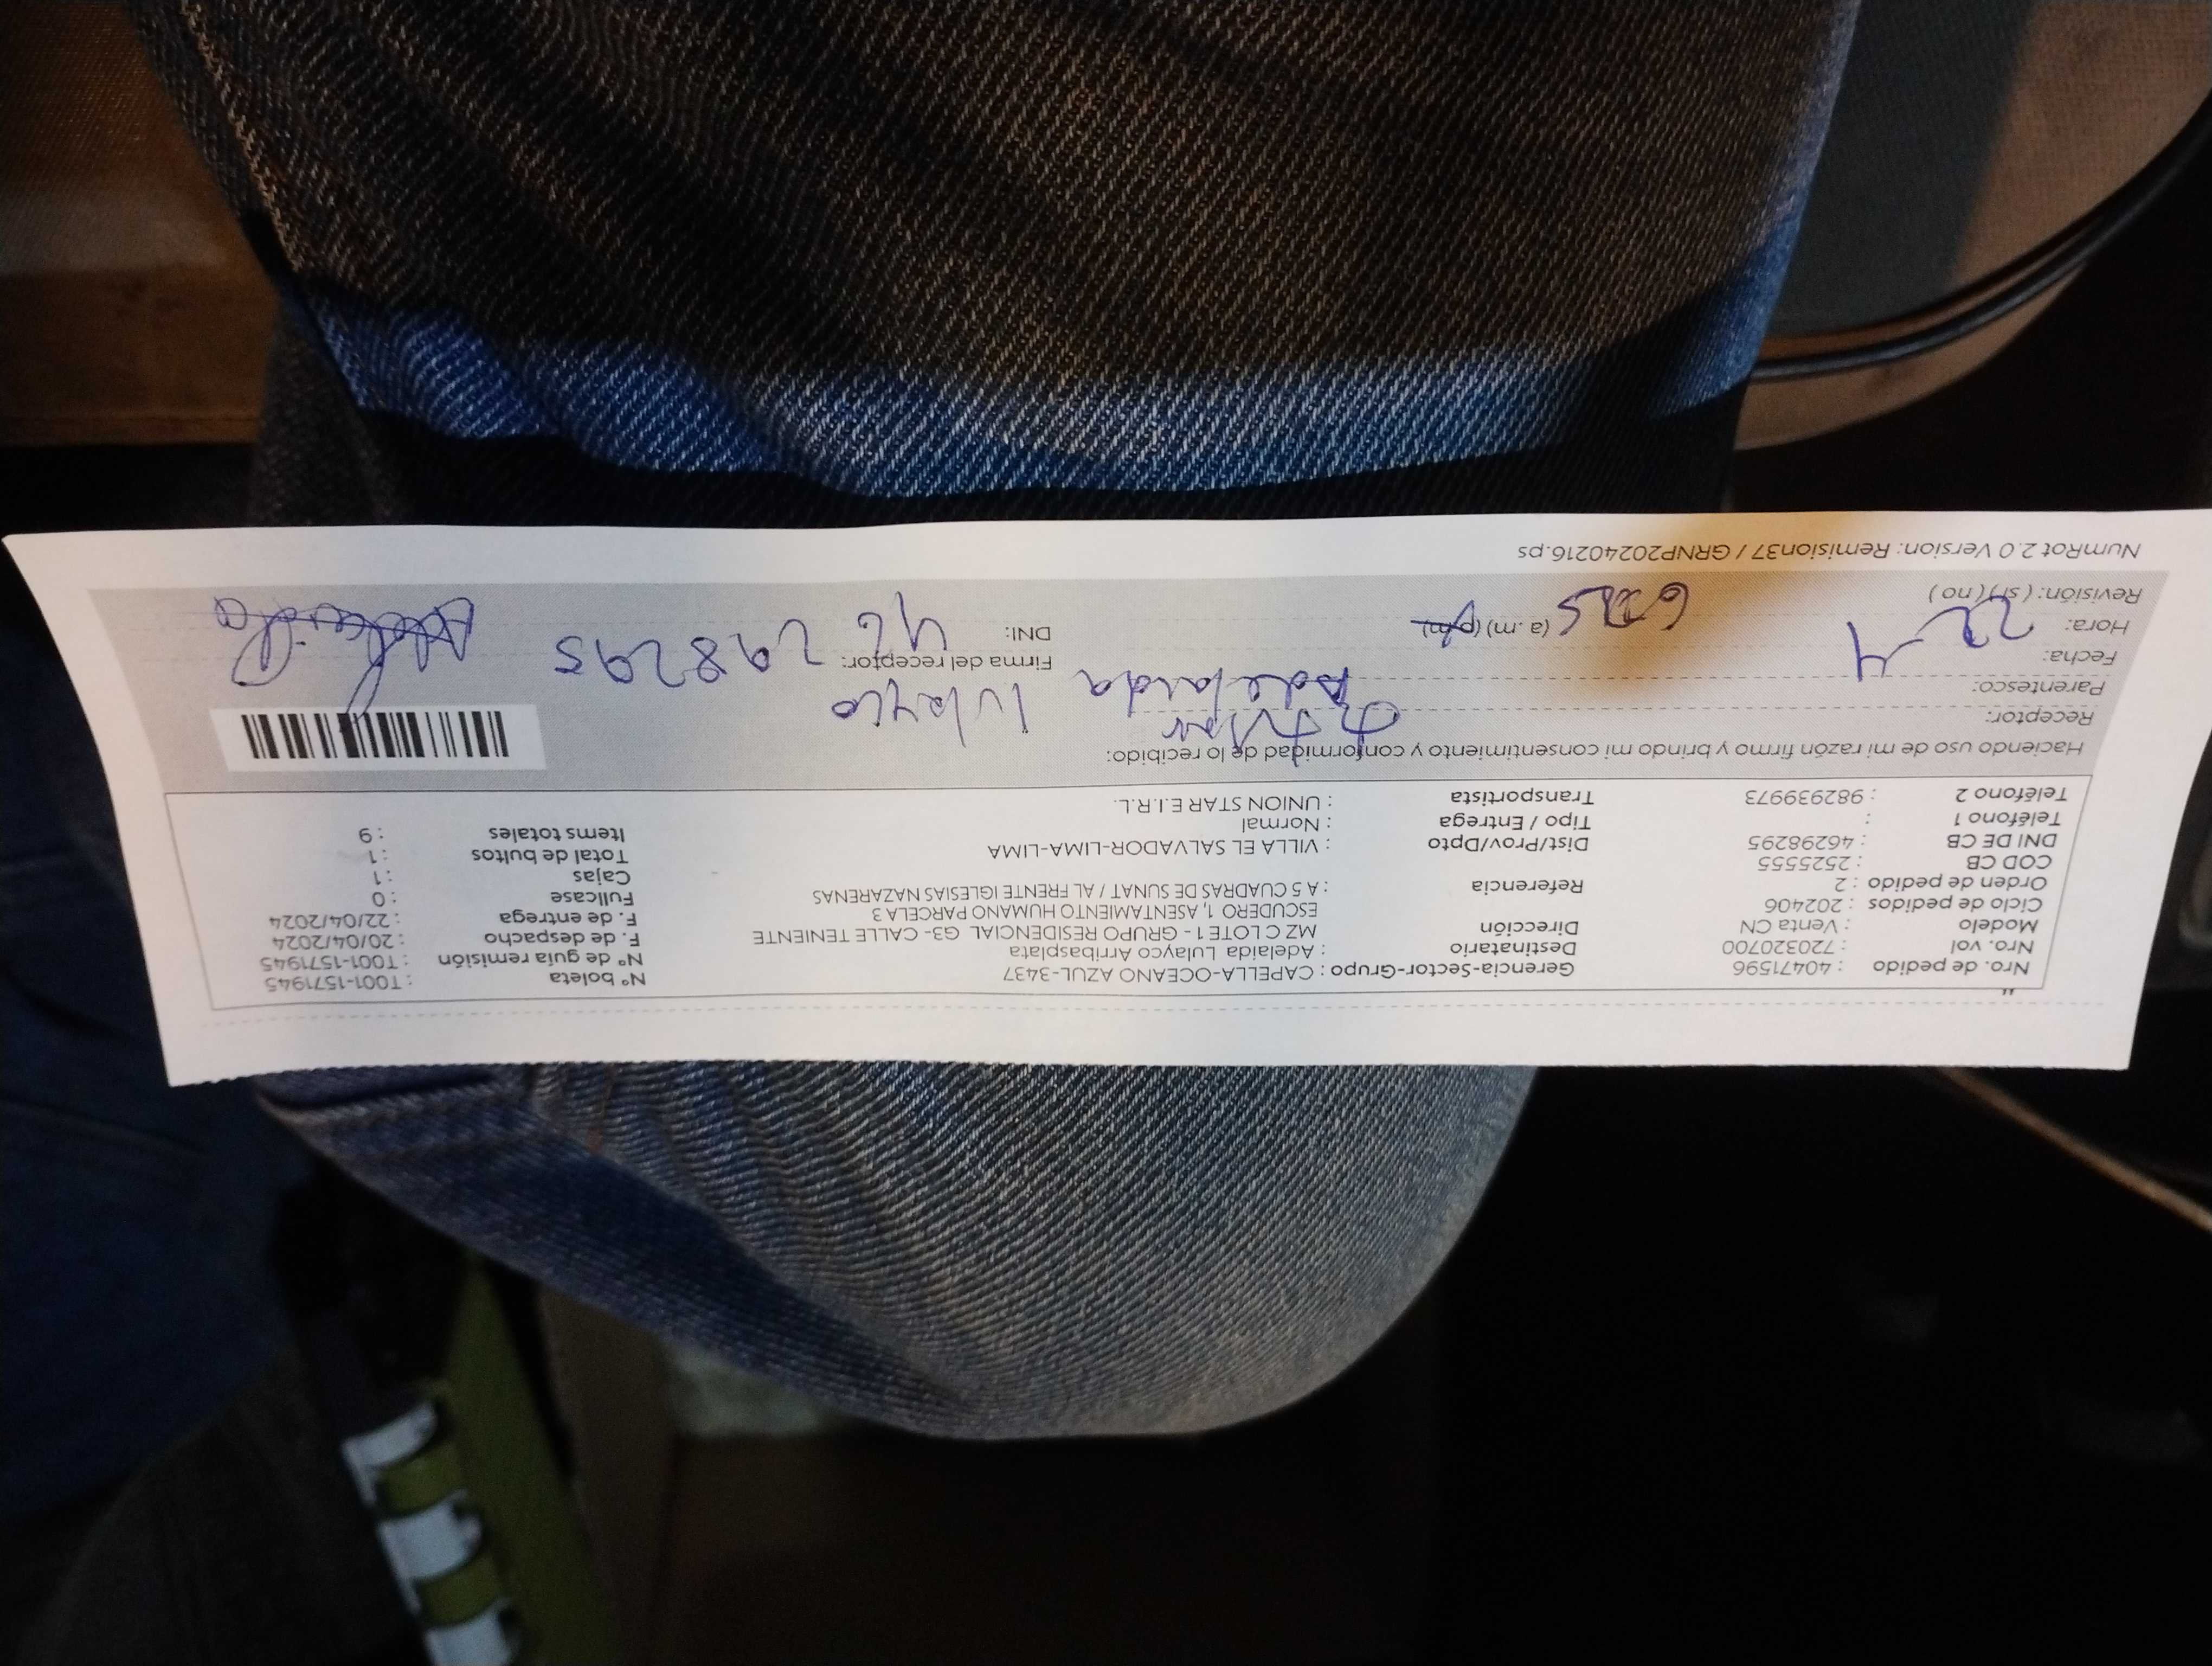 Nro. de pedido : 40471596 Gerencia-Sector-Grupo : CAPELLA-OCEANO AZUL-3437 N° boleta : T001-1571945
Nro. vol : 720320700 Destinatario : Adelaida Lulayco Arribasplata N° de guía remisión : T001-1571945
Modelo : Venta CN Dirección MZ C LOTE 1 - GRUPO RESIDENCIAL G3- CALLE TENIENTE F. de despacho : 20/04/2024
Ciclo de pedidos : 202406 ESCUDERO 1, ASENTAMIENTO HUMANO PARCELA 3 F. de entrega : 22/04/2024
Orden de pedido : 2 Referencia : A 5 CUADRAS DE SUNAT / AL FRENTE IGLESIAS NAZARENAS Fullcase : 0
COD CB : 2525555 Cajas : 1
DNI DE CB : 46298295 Dist/Prov/Dpto : VILLA EL SALVADOR-LIMA-LIMA Total de bultos : 1
Teléfono 1 : Tipo / Entrega : Normal Items totales : 9
Teléfono 2 : 982939973 Transportista : UNION STAR E.I.R.L.
Haciendo uso de mi razón firmo y brindo mi consentimiento y conformidad de lo recibido:
Receptor: Lulayco
Parentesco: Adelaida
Fecha: 22 4 Firma del receptor:
Hora: (a.m) (p.m) DNI: 46298295
Revisión: ( si ) ( no )
NumRot 2.0 Version: Remision37 / GRNP20240216.ps